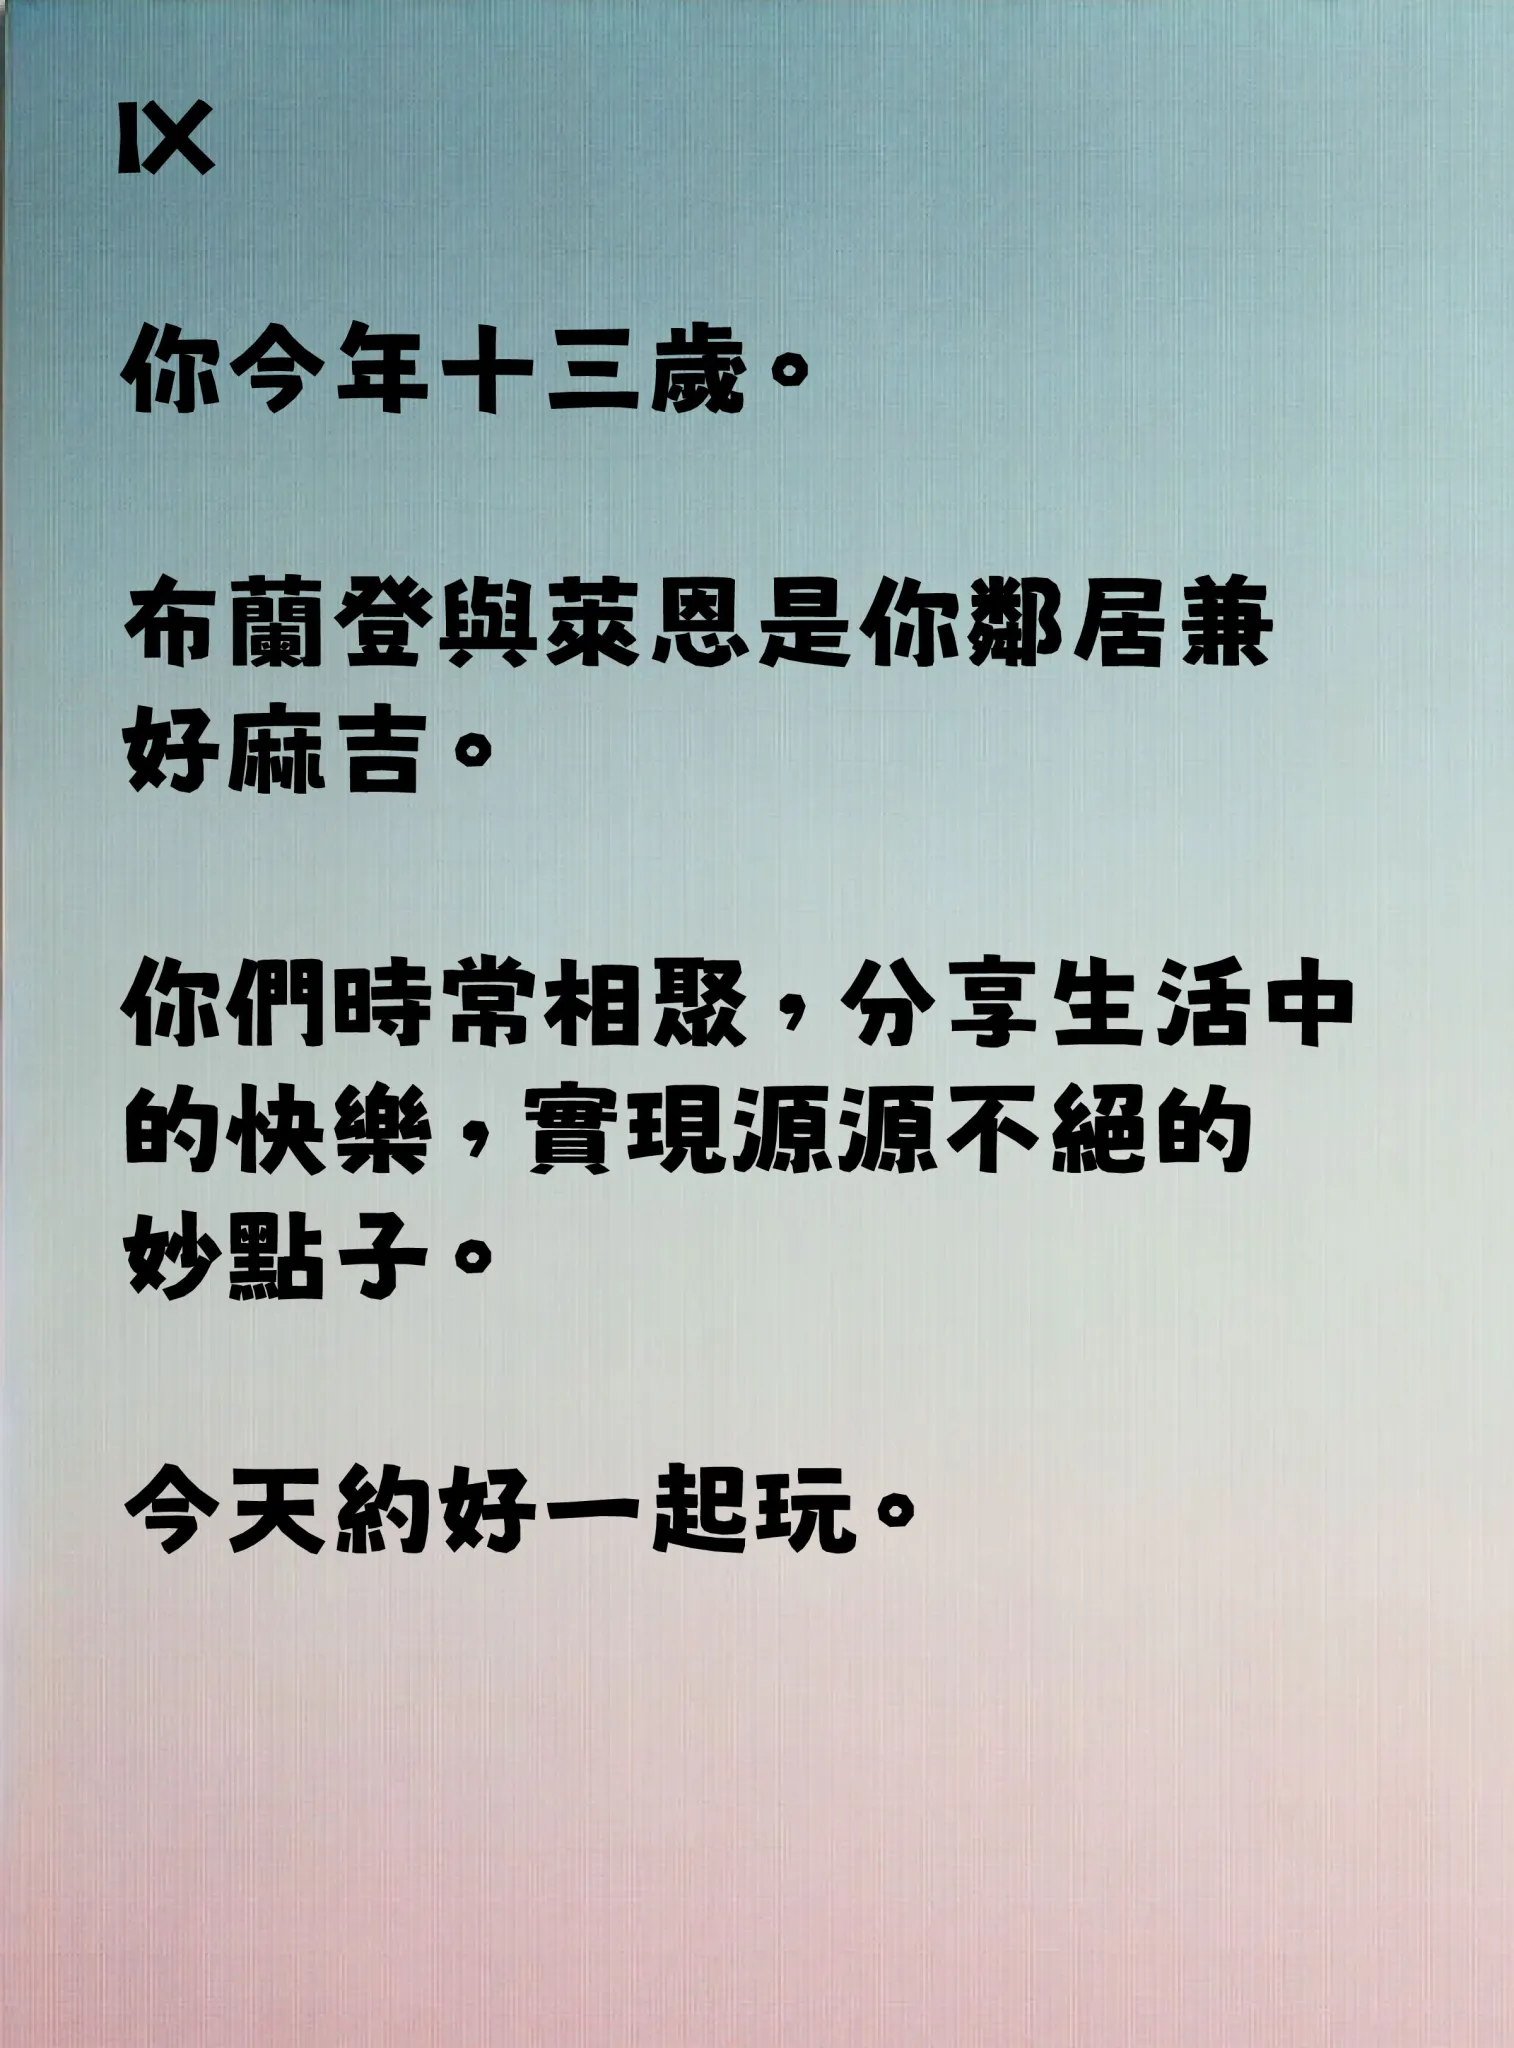 IX
你今年十三歲。
布蘭登與萊恩是你鄰居兼
好麻吉。
你們時常相聚，分享生活中
的快樂，實現源源不絕的
妙點子。
今天約好一起玩。